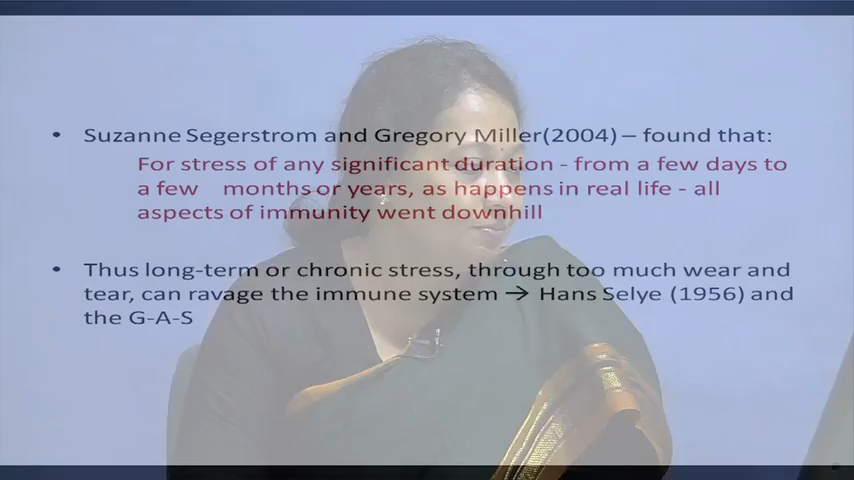 • Suzanne Segerstrom and Gregory Miller(2004) – found that:
For stress of any significant duration - from a few days to
a few months or years, as happens in real life - all
aspects of immunity went downhill
• Thus long-term or chronic stress, through too much wear and
tear, can ravage the immune system → Hans Selye (1956) and
the G-A-S